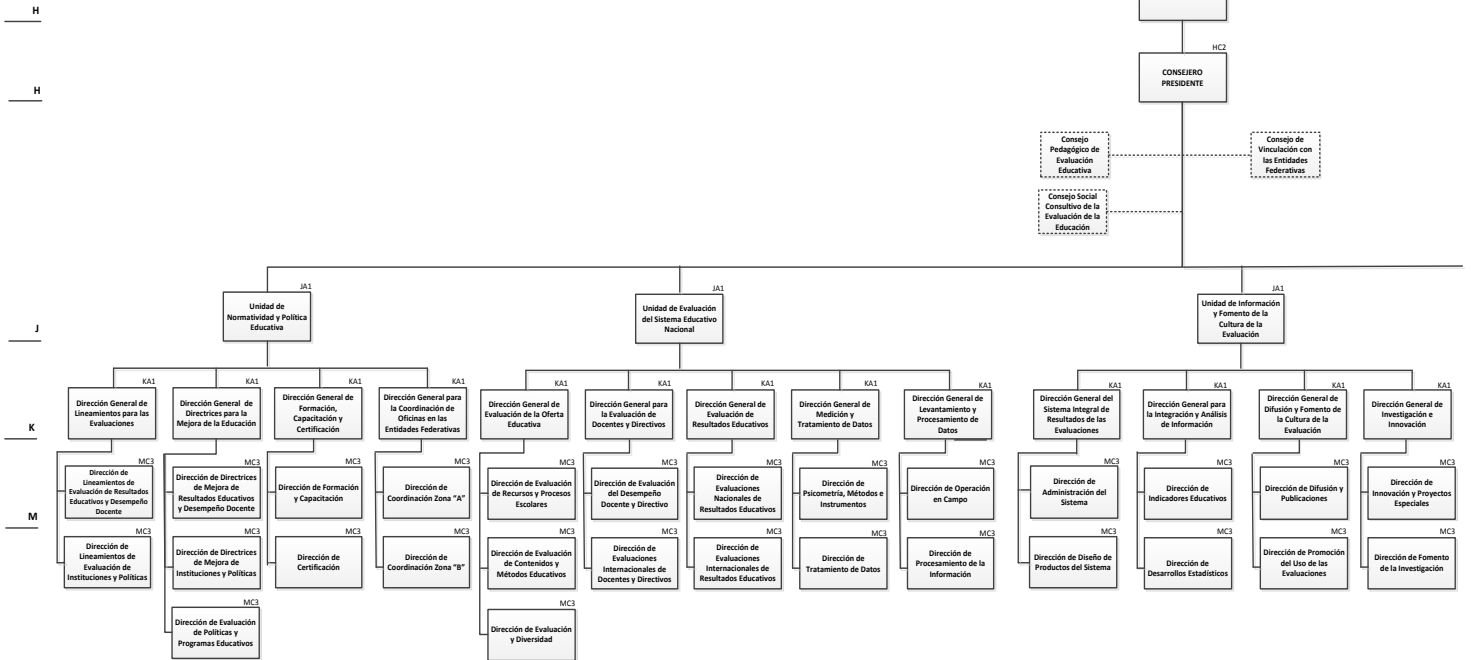 H
HC2
CONSEJERO
PRESIDENTE
H
Consejo
Pedagógico de
Evaluación
Educativa
Consejo de
Vinculación con
las Entidades
Federativas
Consejo Social
Consultivo de la
Evaluación de la
Educación
J
JA1
Unidad de
Normatividad y Política
Educativa
JA1
Unidad de Evaluación
del Sistema Educativo
Nacional
JA1
Unidad de Información
y Fomento de la
Cultura de la
Evaluación
K
KA1
Dirección General de
Lineamientos para las
Evaluaciones
KA1
Dirección General de
Directrices para la
Mejora de la Educación
KA1
Dirección General de
Formación,
Capacitación y
Certificación
KA1
Dirección General para
la Coordinación de
Oficinas en las
Entidades Federativas
KA1
Dirección General de
Evaluación de la Oferta
Educativa
KA1
Dirección General para
la Evaluación de
Docentes y Directivos
KA1
Dirección General de
Evaluación de
Resultados Educativos
KA1
Dirección General de
Medición y
Tratamiento de Datos
KA1
Dirección General de
Levantamiento y
Procesamiento de
Datos
KA1
Dirección General del
Sistema Integral de
Resultados de las
Evaluaciones
KA1
Dirección General para
la Integración y Análisis
de Información
KA1
Dirección General de
Difusión y Fomento de
la Cultura de la
Evaluación
KA1
Dirección General de
Investigación e
Innovación
M
MC3
Dirección de
Lineamientos de
Evaluación de Resultados
Educativos y Desempeño
Docente
MC3
Dirección de Directrices
de Mejora de
Resultados Educativos
y Desempeño Docente
MC3
Dirección de Formación
y Capacitación
MC3
Dirección de
Coordinación Zona "A"
MC3
Dirección de Evaluación
de Recursos y Procesos
Escolares
MC3
Dirección de Evaluación
del Desempeño
Docente y Directivo
MC3
Dirección de
Evaluaciones
Nacionales de
Resultados Educativos
MC3
Dirección de
Psicometría, Métodos e
Instrumentos
MC3
Dirección de Operación
en Campo
MC3
Dirección de
Administración del
Sistema
MC3
Dirección de
Indicadores Educativos
MC3
Dirección de Difusión y
Publicaciones
MC3
Dirección de
Innovación y Proyectos
Especiales
MC3
Dirección de
Lineamientos de
Evaluación de
Instituciones y Políticas
MC3
Dirección de Directrices
de Mejora de
Instituciones y Políticas
MC3
Dirección de
Certificación
MC3
Dirección de
Coordinación Zona "B"
MC3
Dirección de Evaluación
de Contenidos y
Métodos Educativos
MC3
Dirección de
Evaluaciones
Internacionales de
Docentes y Directivos
MC3
Dirección de
Evaluaciones
Internacionales de
Resultados Educativos
MC3
Dirección de
Tratamiento de Datos
MC3
Dirección de
Procesamiento de la
Información
MC3
Dirección de Diseño de
Productos del Sistema
MC3
Dirección de
Desarrollos Estadísticos
MC3
Dirección de Promoción
del Uso de las
Evaluaciones
MC3
Dirección de Fomento
de la Investigación
MC3
Dirección de Evaluación
de Políticas y
Programas Educativos
MC3
Dirección de Evaluación
y Diversidad